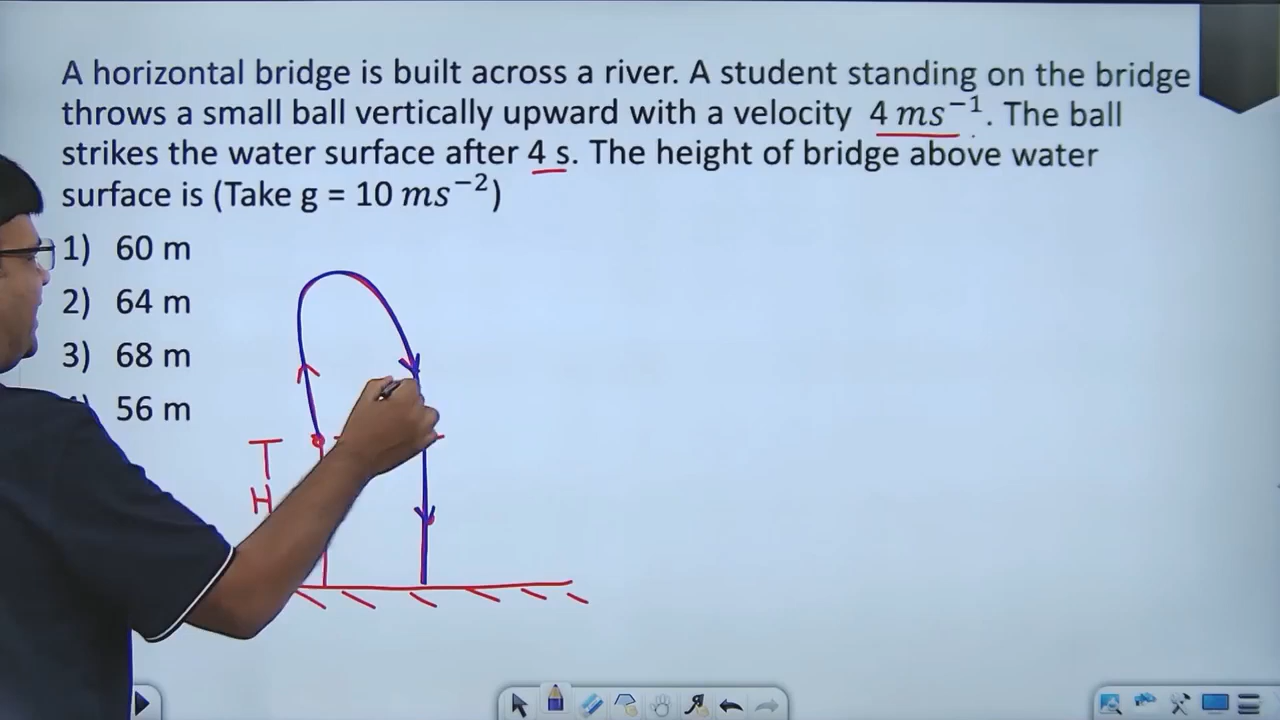 A horizontal bridge is built across a river. A student standing on the bridge
throws a small ball vertically upward with a velocity 4 ms⁻¹. The ball
strikes the water surface after 4 s. The height of bridge above water
surface is (Take g = 10 ms⁻²)
1) 60 m
2) 64 m
3) 68 m
56 m
H